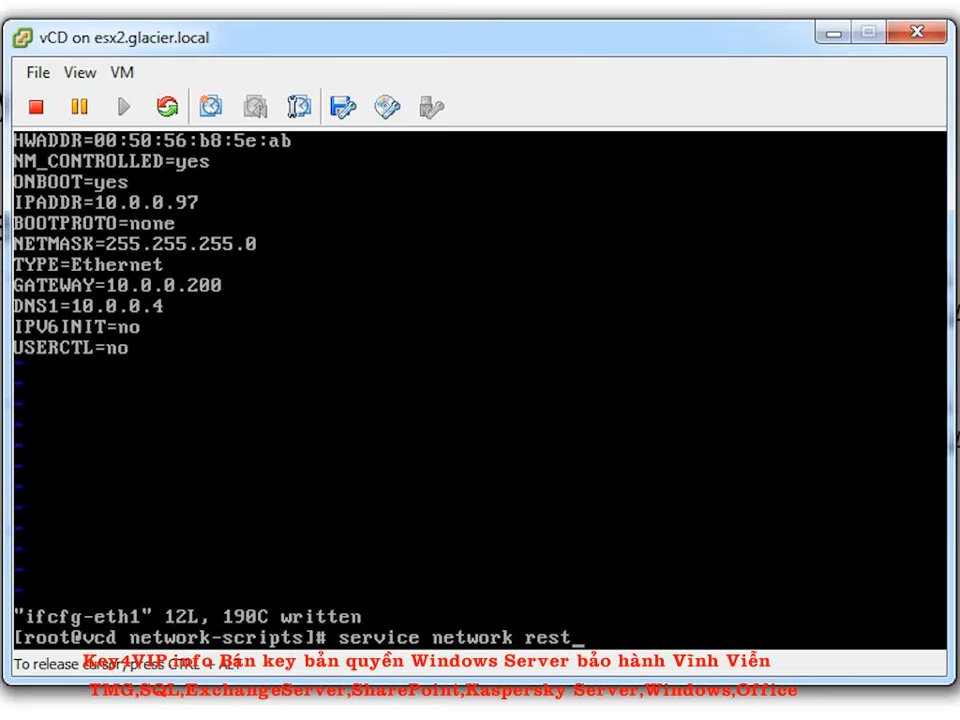 vCD on esx2.glacier.local
File View VM
HWADDR=00:50:56:b8:5e:ab
NM_CONTROLLED=yes
ONBOOT=yes
IPADDR=10.0.0.97
BOOTPROTO=none
NETMASK=255.255.255.0
TYPE=Ethernet
GATEWAY=10.0.0.200
DNS1=10.0.0.4
IPV6INIT=no
USERCTL=no
~
~
~
~
~
~
~
~
~
~
~
~
"ifcfg-eth1" 12L, 190C written
[root@vcd network-scripts]# service network rest_
To release cursor, press CTRL + ALT
Key4VIP.info Bán key bản quyền Windows Server bảo hành Vĩnh Viễn
TMG,SQL,ExchangeServer,SharePoint,Kaspersky Server,Windows,Office